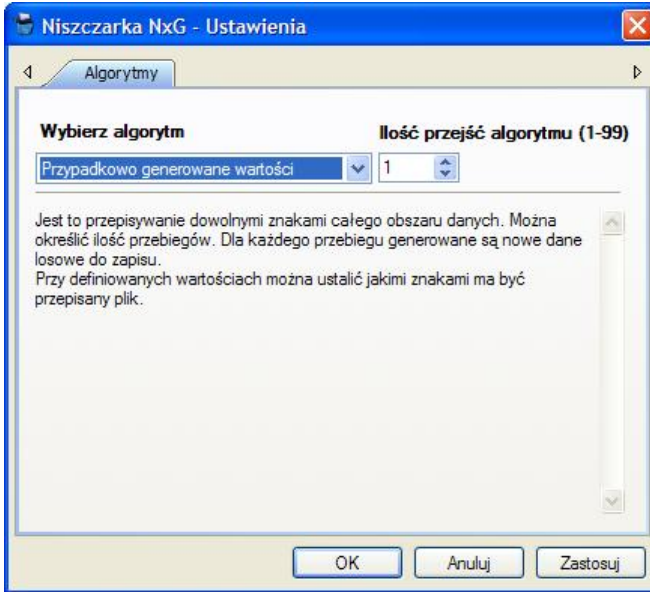 Niszczarka NxG - Ustawienia
Algorytmy
Wybierz algorytm
Ilość przejść algorytmu (1-99)
Przypadkowo generowane wartości
1
Jest to przepisywanie dowolnymi znakami całego obszaru danych. Można
określić ilość przebiegów. Dla każdego przebiegu generowane są nowe dane
losowe do zapisu.
Przy definiowanych wartościach można ustalić jakimi znakami ma być
przepisany plik.
OK
Anuluj
Zastosuj